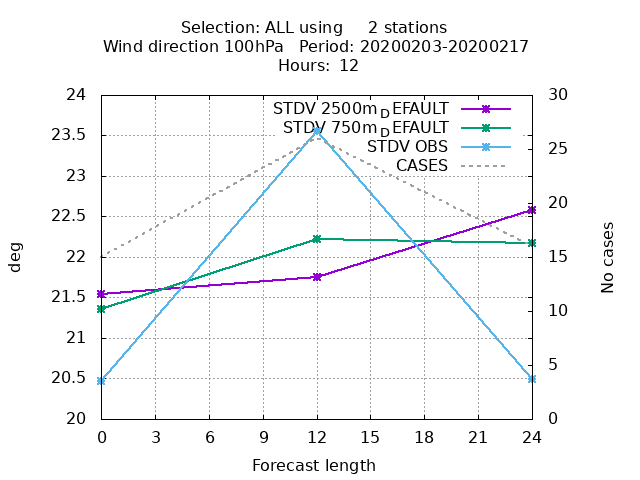 Selection: ALL using     2 stations
Wind direction 100hPa   Period: 20200203-20200217
Hours: 12
24
23.5
23
22.5
22
21.5
21
20.5
20
30
25
20
15
10
5
0
STDV 2500m_DEFAULT
STDV 750m_DEFAULT
STDV OBS
CASES
deg
No cases
0 3 6 9 12 15 18 21 24
Forecast length